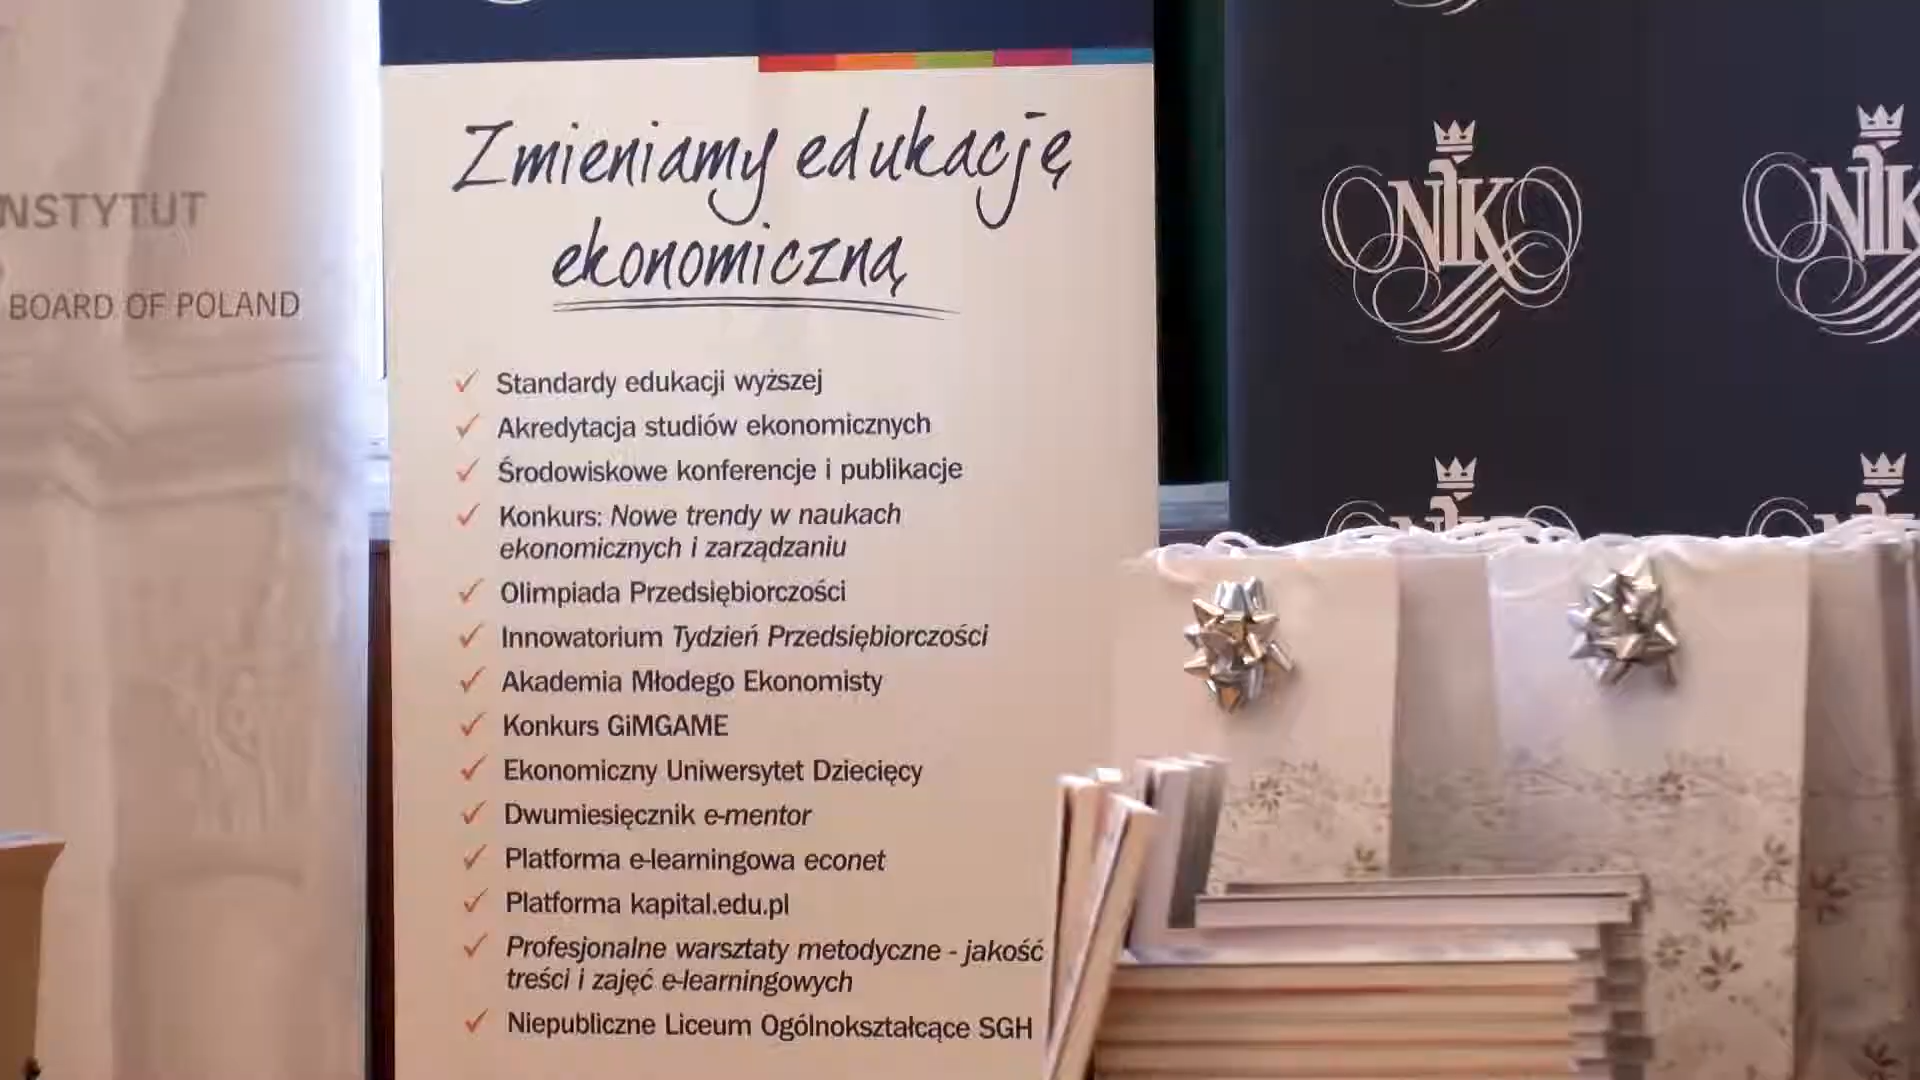 NSTYTUT
BOARD OF POLAND
Zmieniamy edukację
ekonomiczną
Standardy edukacji wyższej
Akredytacja studiów ekonomicznych
Środowiskowe konferencje i publikacje
Konkurs: Nowe trendy w naukach
ekonomicznych i zarządzaniu
Olimpiada Przedsiębiorczości
Innowatorium Tydzień Przedsiębiorczości
Akademia Młodego Ekonomisty
Konkurs GiMGAME
Ekonomiczny Uniwersytet Dziecięcy
Dwumiesięcznik e-mentor
Platforma e-learningowa econet
Platforma kapital.edu.pl
Profesjonalne warsztaty metodyczne - jakość
treści i zajęć e-learningowych
Niepubliczne Liceum Ogólnokształcące SGH
NIK
NIK